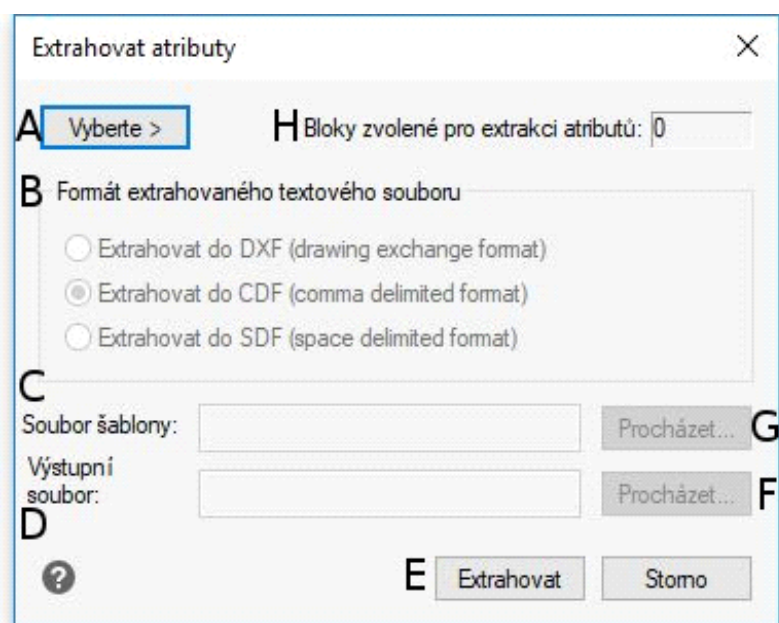 Extrahovat atributy
A Vyberte > H Bloky zvolené pro extrakci atributů: 0
B Formát extrahovaného textového souboru
Extrahovat do DXF (drawing exchange format)
Extrahovat do CDF (comma delimited format)
Extrahovat do SDF (space delimited format)
C
Soubor šablony: Procházet... G
Výstupní
soubor: Procházet... F
D
? E Extrahovat Storno